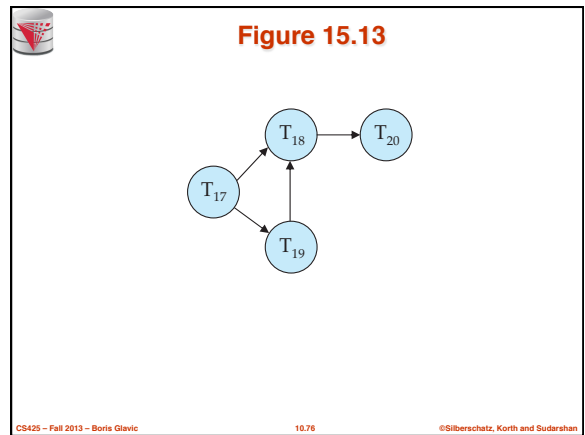 Figure 15.13
T18
T20
T17
T19
CS425 – Fall 2013 – Boris Glavic
10.76
©Silberschatz, Korth and Sudarshan